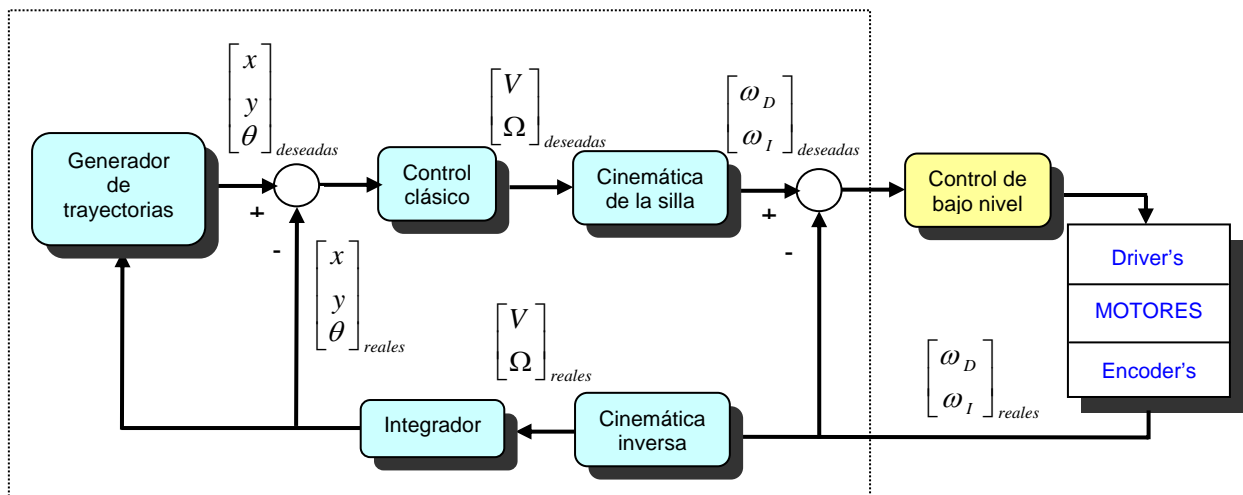 [x
y
θ]deseadas
[V
Ω]deseadas
[ω_D
ω_I]deseadas
Generador
de
trayectorias
+
-
Control
clásico
Cinemática
de la silla
+
-
Control de
bajo nivel
Driver's
MOTORES
Encoder's
[x
y
θ]reales
[V
Ω]reales
[ω_D
ω_I]reales
Integrador
Cinemática
inversa